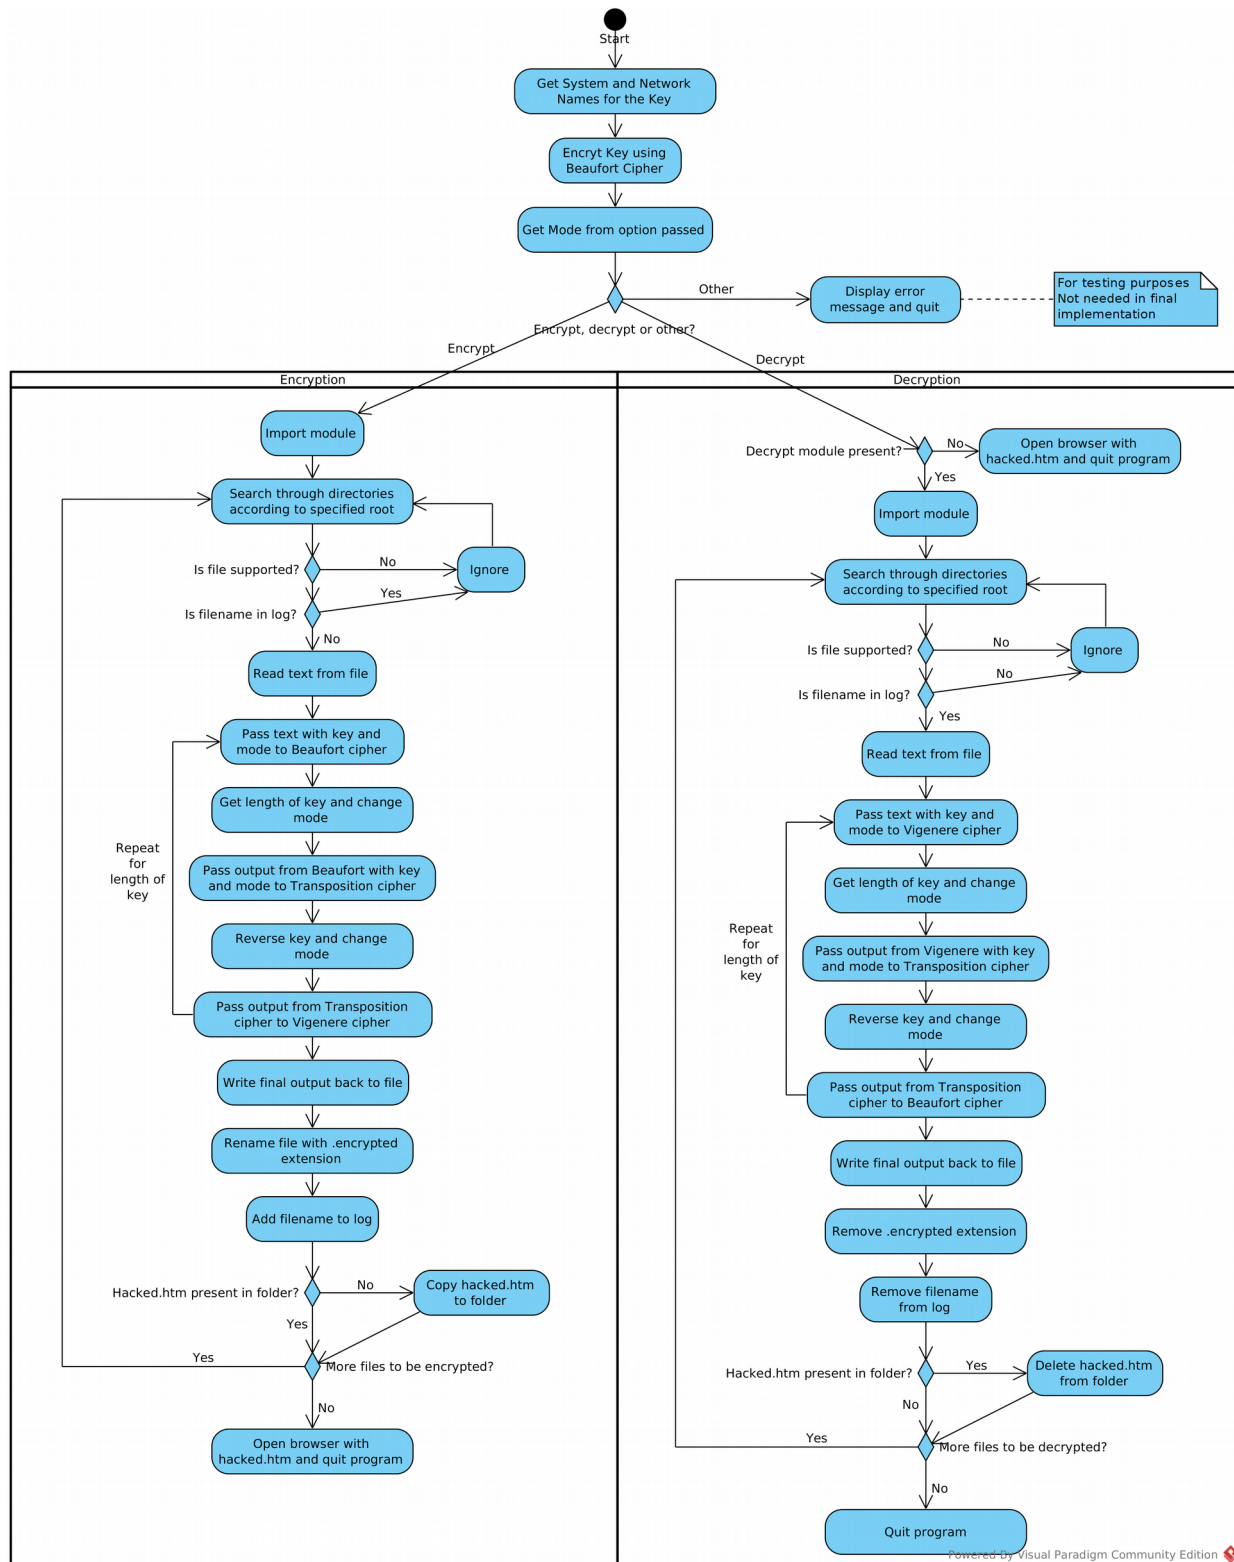 Start
Get System and Network
Names for the Key
Encryt Key using
Beaufort Cipher
Get Mode from option passed
Other
Display error
message and quit
For testing purposes
Not needed in final
implementation
Encrypt, decrypt or other?
Encrypt
Decrypt
Encryption
Import module
Search through directories
according to specified root
Is file supported?
No
Ignore
Is filename in log?
Yes
No
Read text from file
Pass text with key and
mode to Beaufort cipher
Get length of key and change
mode
Repeat
for
length of
key
Pass output from Beaufort with key
and mode to Transposition cipher
Reverse key and change
mode
Pass output from Transposition
cipher to Vigenere cipher
Write final output back to file
Rename file with .encrypted
extension
Add filename to log
Hacked.htm present in folder?
No
Copy hacked.htm
to folder
Yes
Yes
More files to be encrypted?
No
Open browser with
hacked.htm and quit program
Decryption
Decrypt module present?
No
Open browser with
hacked.htm and quit program
Yes
Import module
Search through directories
according to specified root
Is file supported?
No
Ignore
Is filename in log?
No
Yes
Read text from file
Pass text with key and
mode to Vigenere cipher
Get length of key and change
mode
Repeat
for
length of
key
Pass output from Vigenere with key
and mode to Transposition cipher
Reverse key and change
mode
Pass output from Transposition
cipher to Beaufort cipher
Write final output back to file
Remove .encrypted extension
Remove filename
from log
Hacked.htm present in folder?
Yes
Delete hacked.htm
from folder
No
Yes
More files to be decrypted?
No
Quit program
Powered By Visual Paradigm Community Edition